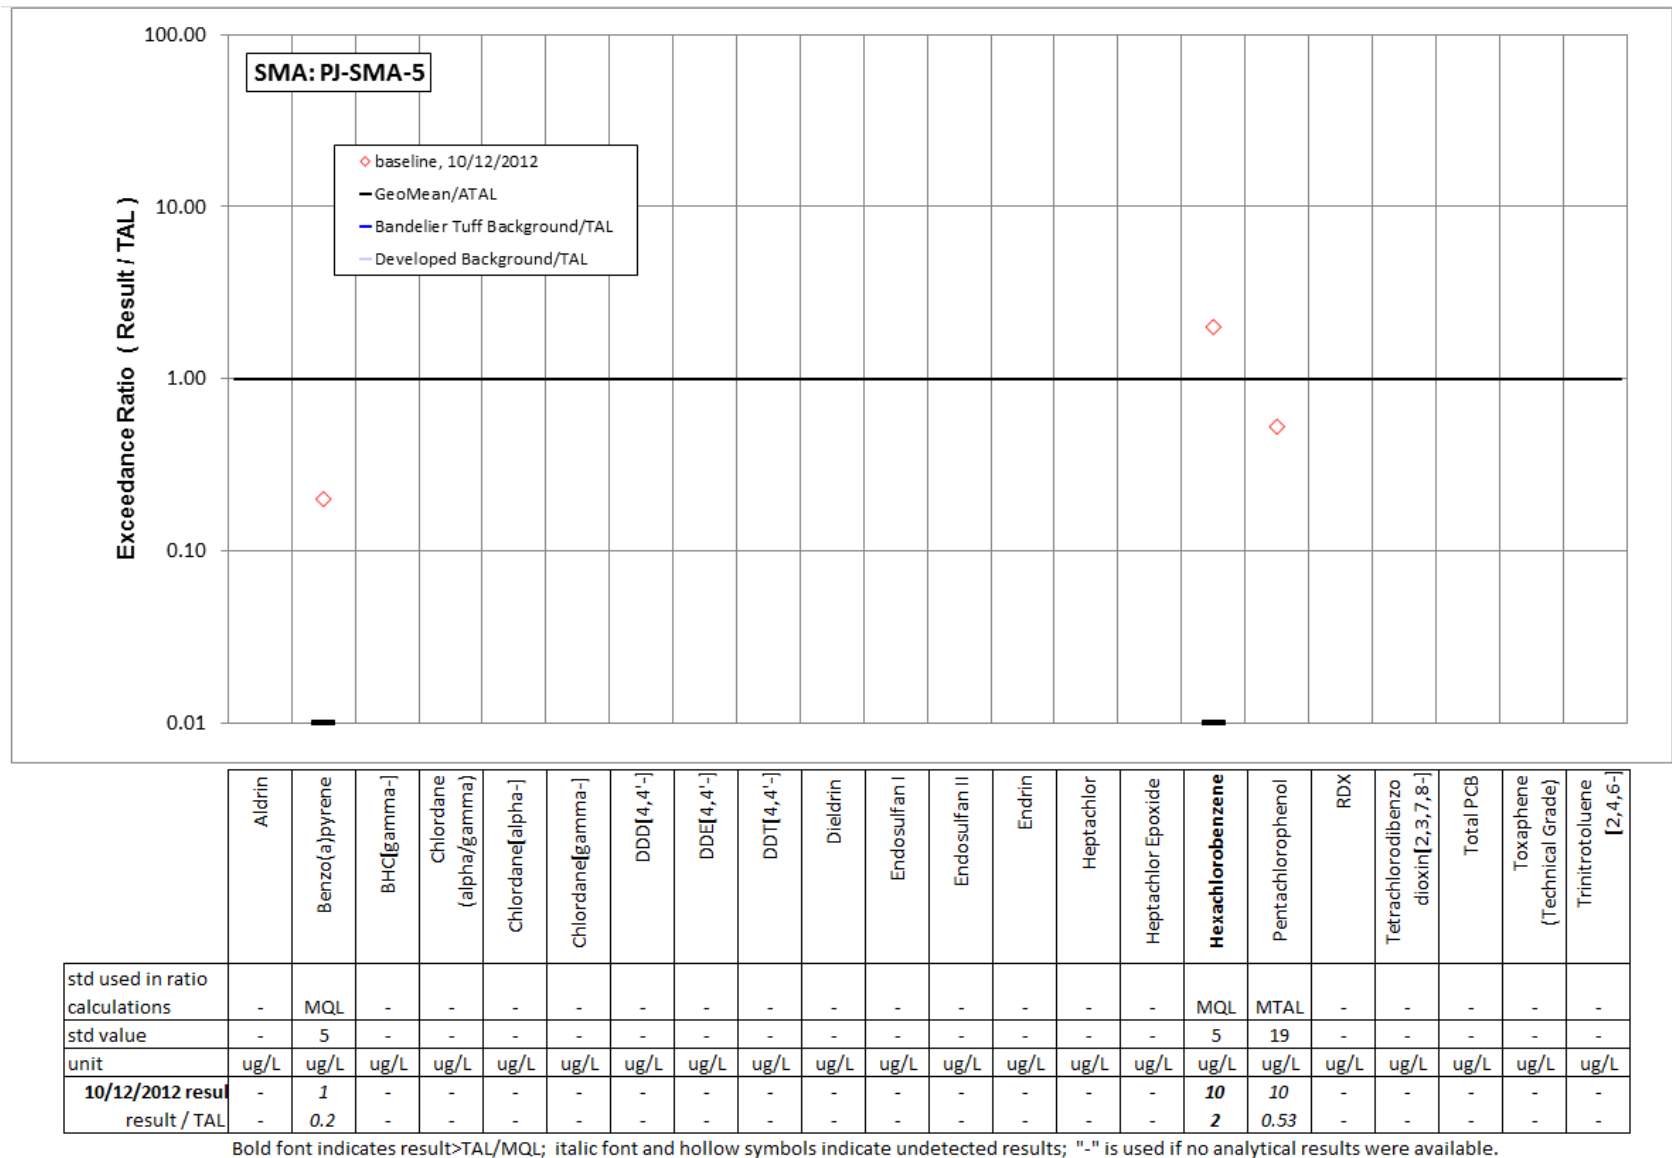 100.00
SMA: PJ-SMA-5
baseline, 10/12/2012
GeoMean/ATAL
Bandelier Tuff Background/TAL
Developed Background/TAL
10.00
1.00
0.10
0.01
Exceedance Ratio ( Result / TAL )
Aldrin
Benzo(a)pyrene
BHC[gamma-]
Chlordane
(alpha/gamma)
Chlordane[alpha-]
Chlordane[gamma-]
DDD[4,4'-]
DDE[4,4'-]
DDT[4,4'-]
Dieldrin
Endosulfan I
Endosulfan II
Endrin
Heptachlor
Heptachlor Epoxide
Hexachlorobenzene
Pentachlorophenol
RDX
Tetrachlorodibenzo
dioxin[2,3,7,8-]
Total PCB
Toxaphene
(Technical Grade)
Trinitrotoluene
[2,4,6-]
std used in ratio
calculations - MQL - - - - - - - - - - - - - MQL MTAL - - - - -
std value - 5 - - - - - - - - - - - - - 5 19 - - - - -
unit ug/L ug/L ug/L ug/L ug/L ug/L ug/L ug/L ug/L ug/L ug/L ug/L ug/L ug/L ug/L ug/L ug/L ug/L ug/L ug/L ug/L ug/L
10/12/2012 resul - 1 - - - - - - - - - - - - - 10 10 - - - - -
result / TAL - 0.2 - - - - - - - - - - - - - 2 0.53 - - - - -
Bold font indicates result>TAL/MQL; italic font and hollow symbols indicate undetected results; "-" is used if no analytical results were available.